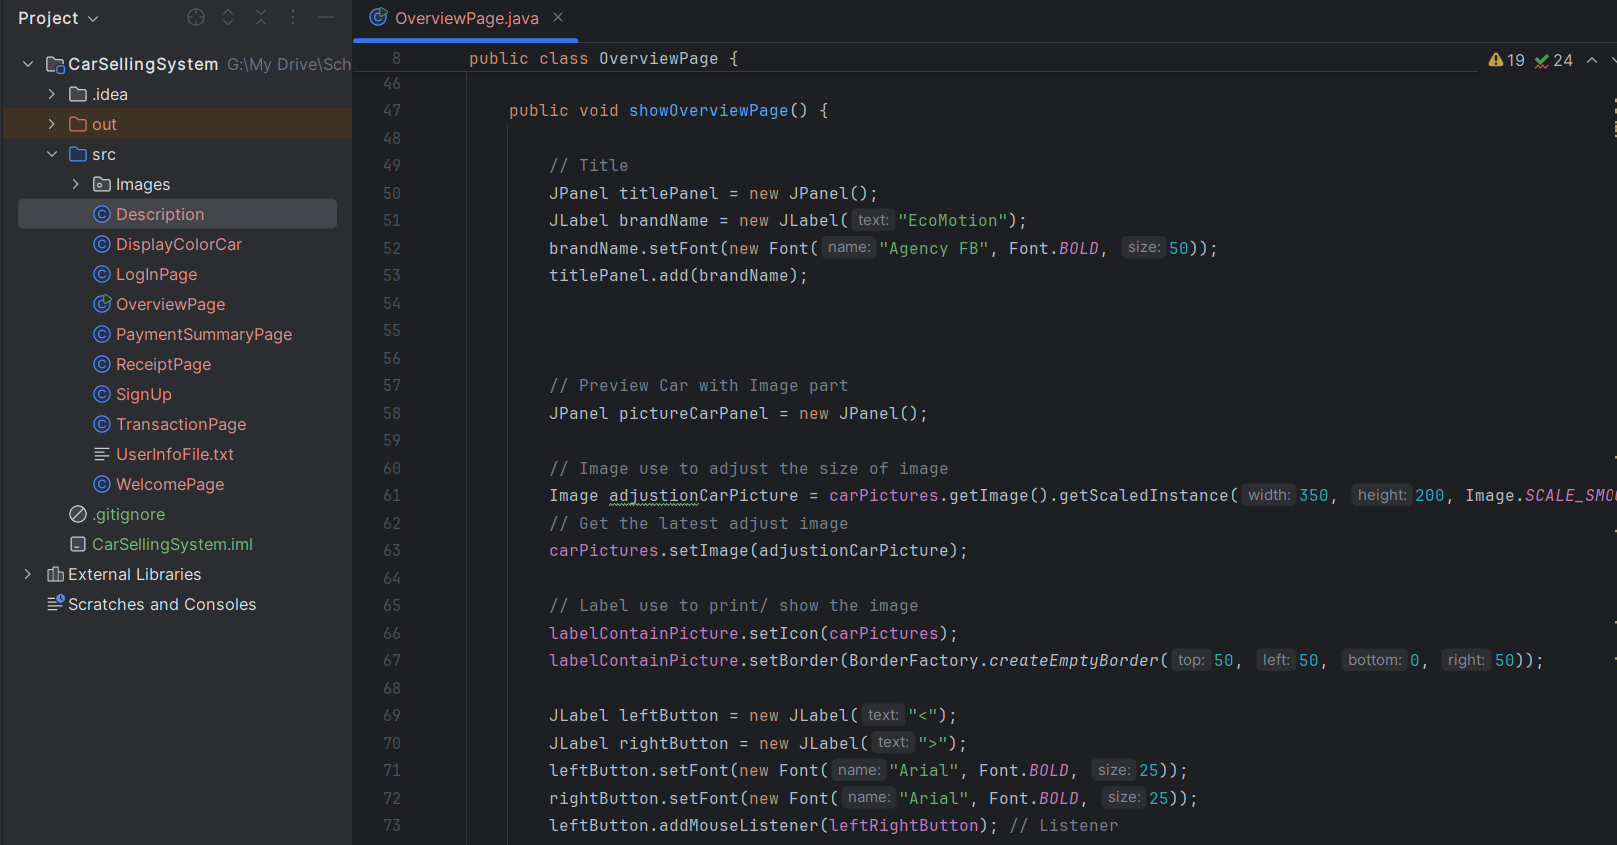 Project
CarSellingSystem G:\My Drive\Sch
.idea
out
src
Images
Description
DisplayColorCar
LogInPage
OverviewPage
PaymentSummaryPage
ReceiptPage
SignUp
TransactionPage
UserInfoFile.txt
WelcomePage
.gitignore
CarSellingSystem.iml
External Libraries
Scratches and Consoles
OverviewPage.java
8 public class OverviewPage {
19 24
46
47 public void showOverviewPage() {
48
49 // Title
50 JPanel titlePanel = new JPanel();
51 JLabel brandName = new JLabel( text: "EcoMotion");
52 brandName.setFont(new Font( name: "Agency FB", Font.BOLD, size: 50));
53 titlePanel.add(brandName);
54
55
56
57 // Preview Car with Image part
58 JPanel pictureCarPanel = new JPanel();
59
60 // Image use to adjust the size of image
61 Image adjustionCarPicture = carPictures.getImage().getScaledInstance( width: 350, height: 200, Image.SCALE_SMO
62 // Get the latest adjust image
63 carPictures.setImage(adjustionCarPicture);
64
65 // Label use to print/ show the image
66 labelContainPicture.setIcon(carPictures);
67 labelContainPicture.setBorder(BorderFactory.createEmptyBorder( top: 50, left: 50, bottom: 0, right: 50));
68
69 JLabel leftButton = new JLabel( text: "<");
70 JLabel rightButton = new JLabel( text: ">");
71 leftButton.setFont(new Font( name: "Arial", Font.BOLD, size: 25));
72 rightButton.setFont(new Font( name: "Arial", Font.BOLD, size: 25));
73 leftButton.addMouseListener(leftRightButton); // Listener